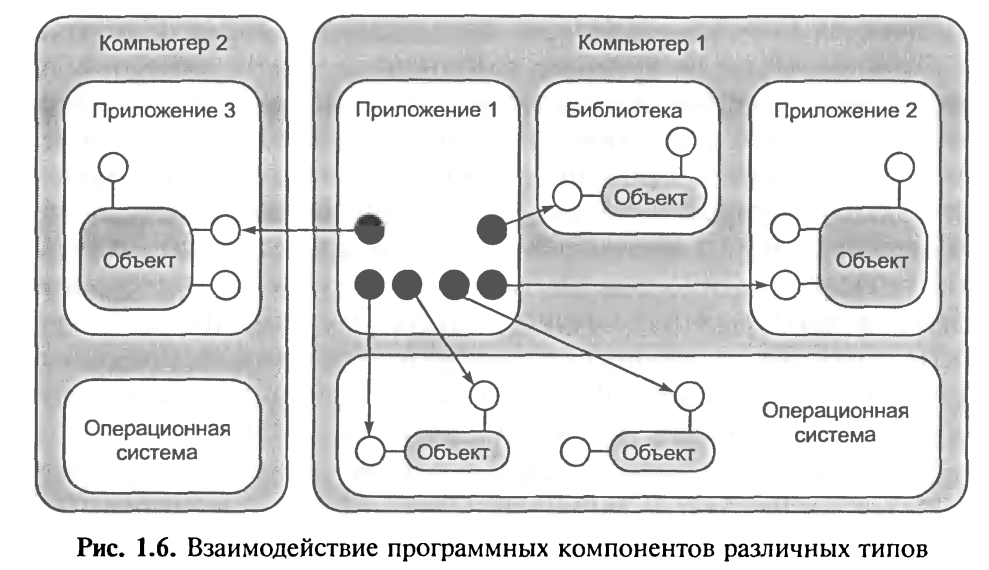 Компьютер 2
Компьютер 1
Приложение 3
Приложение 1
Библиотека
Приложение 2
Объект
Объект
Объект
Операционная
система
Объект
Объект
Операционная
система
Рис. 1.6. Взаимодействие программных компонентов различных типов